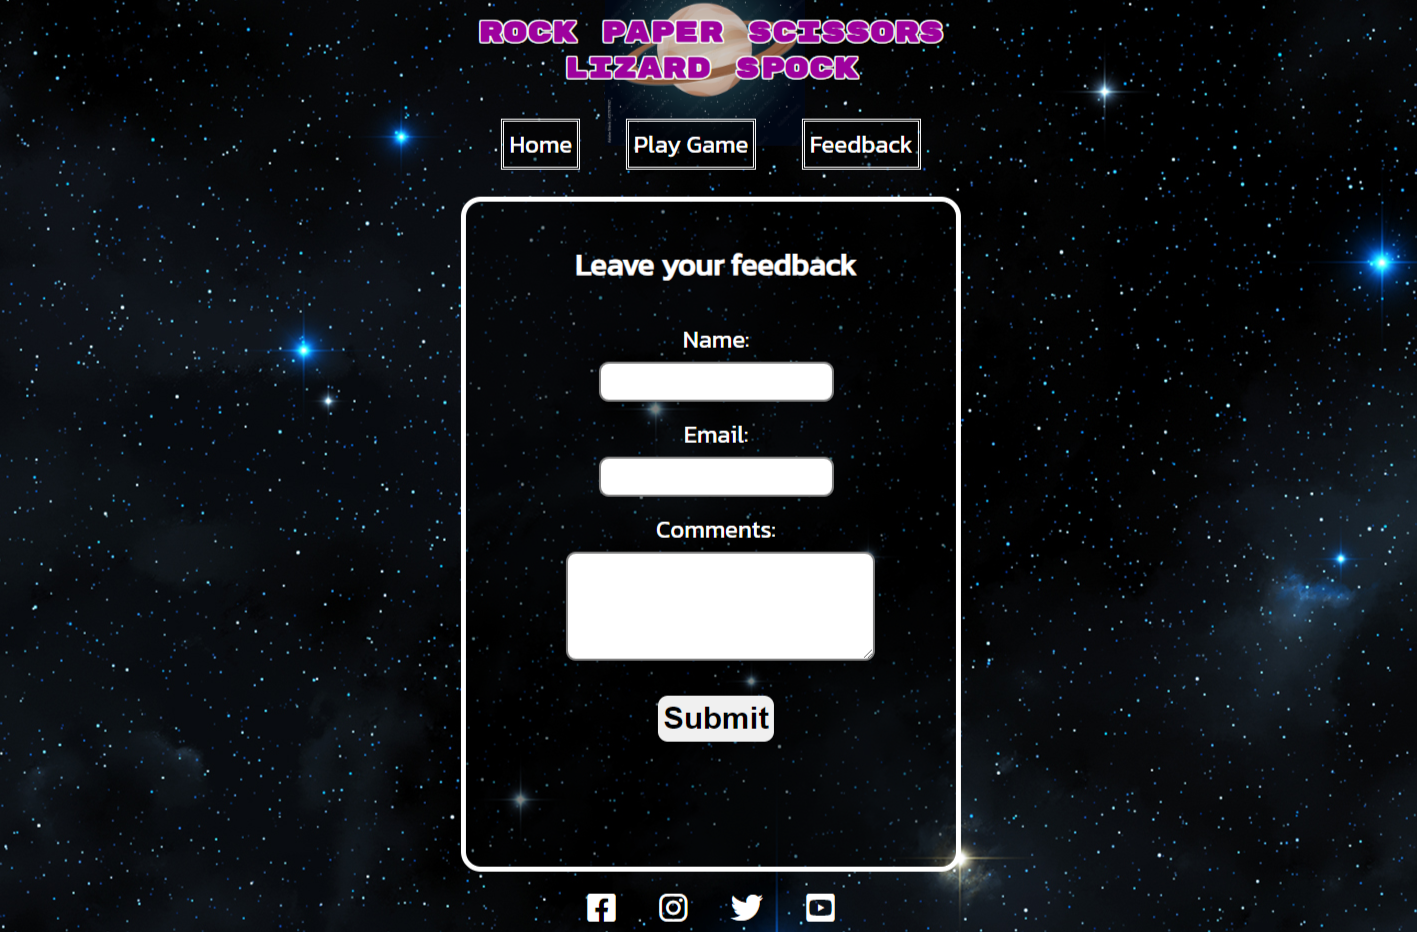 ROCK PAPER SCISSORS
LIZARD SPOCK
Home Play Game Feedback
Leave your feedback
Name:
Email:
Comments:
Submit